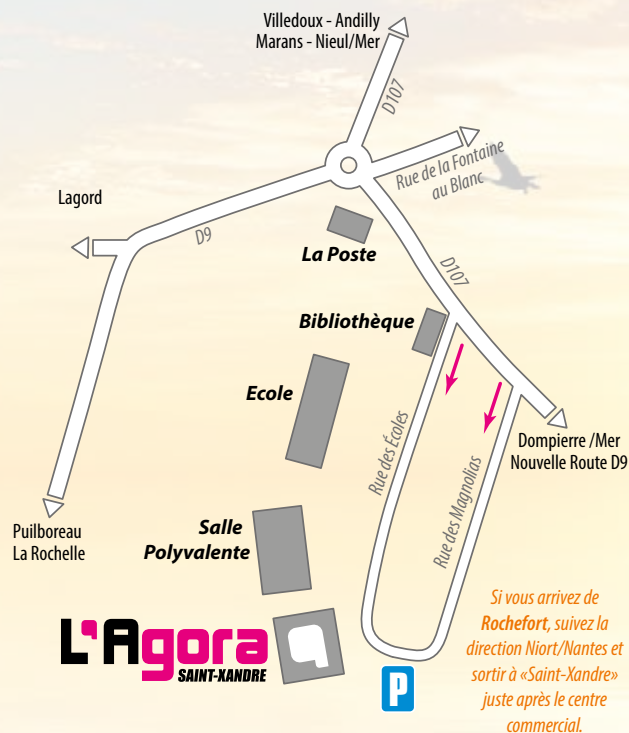 Villedoux - Andilly
Marans - Nieul/Mer
D107
Rue de la Fontaine
au Blanc
Lagord
D9
La Poste
D107
Bibliothèque
Ecole
Rue des Écoles
Rue des Magnolias
Dompierre /Mer
Nouvelle Route D9
Puilboreau
La Rochelle
Salle
Polyvalente
L'Agora
SAINT-XANDRE
P
Si vous arrivez de
Rochefort, suivez la
direction Niort/Nantes et
sortir à «Saint-Xandre»
juste après le centre
commercial.